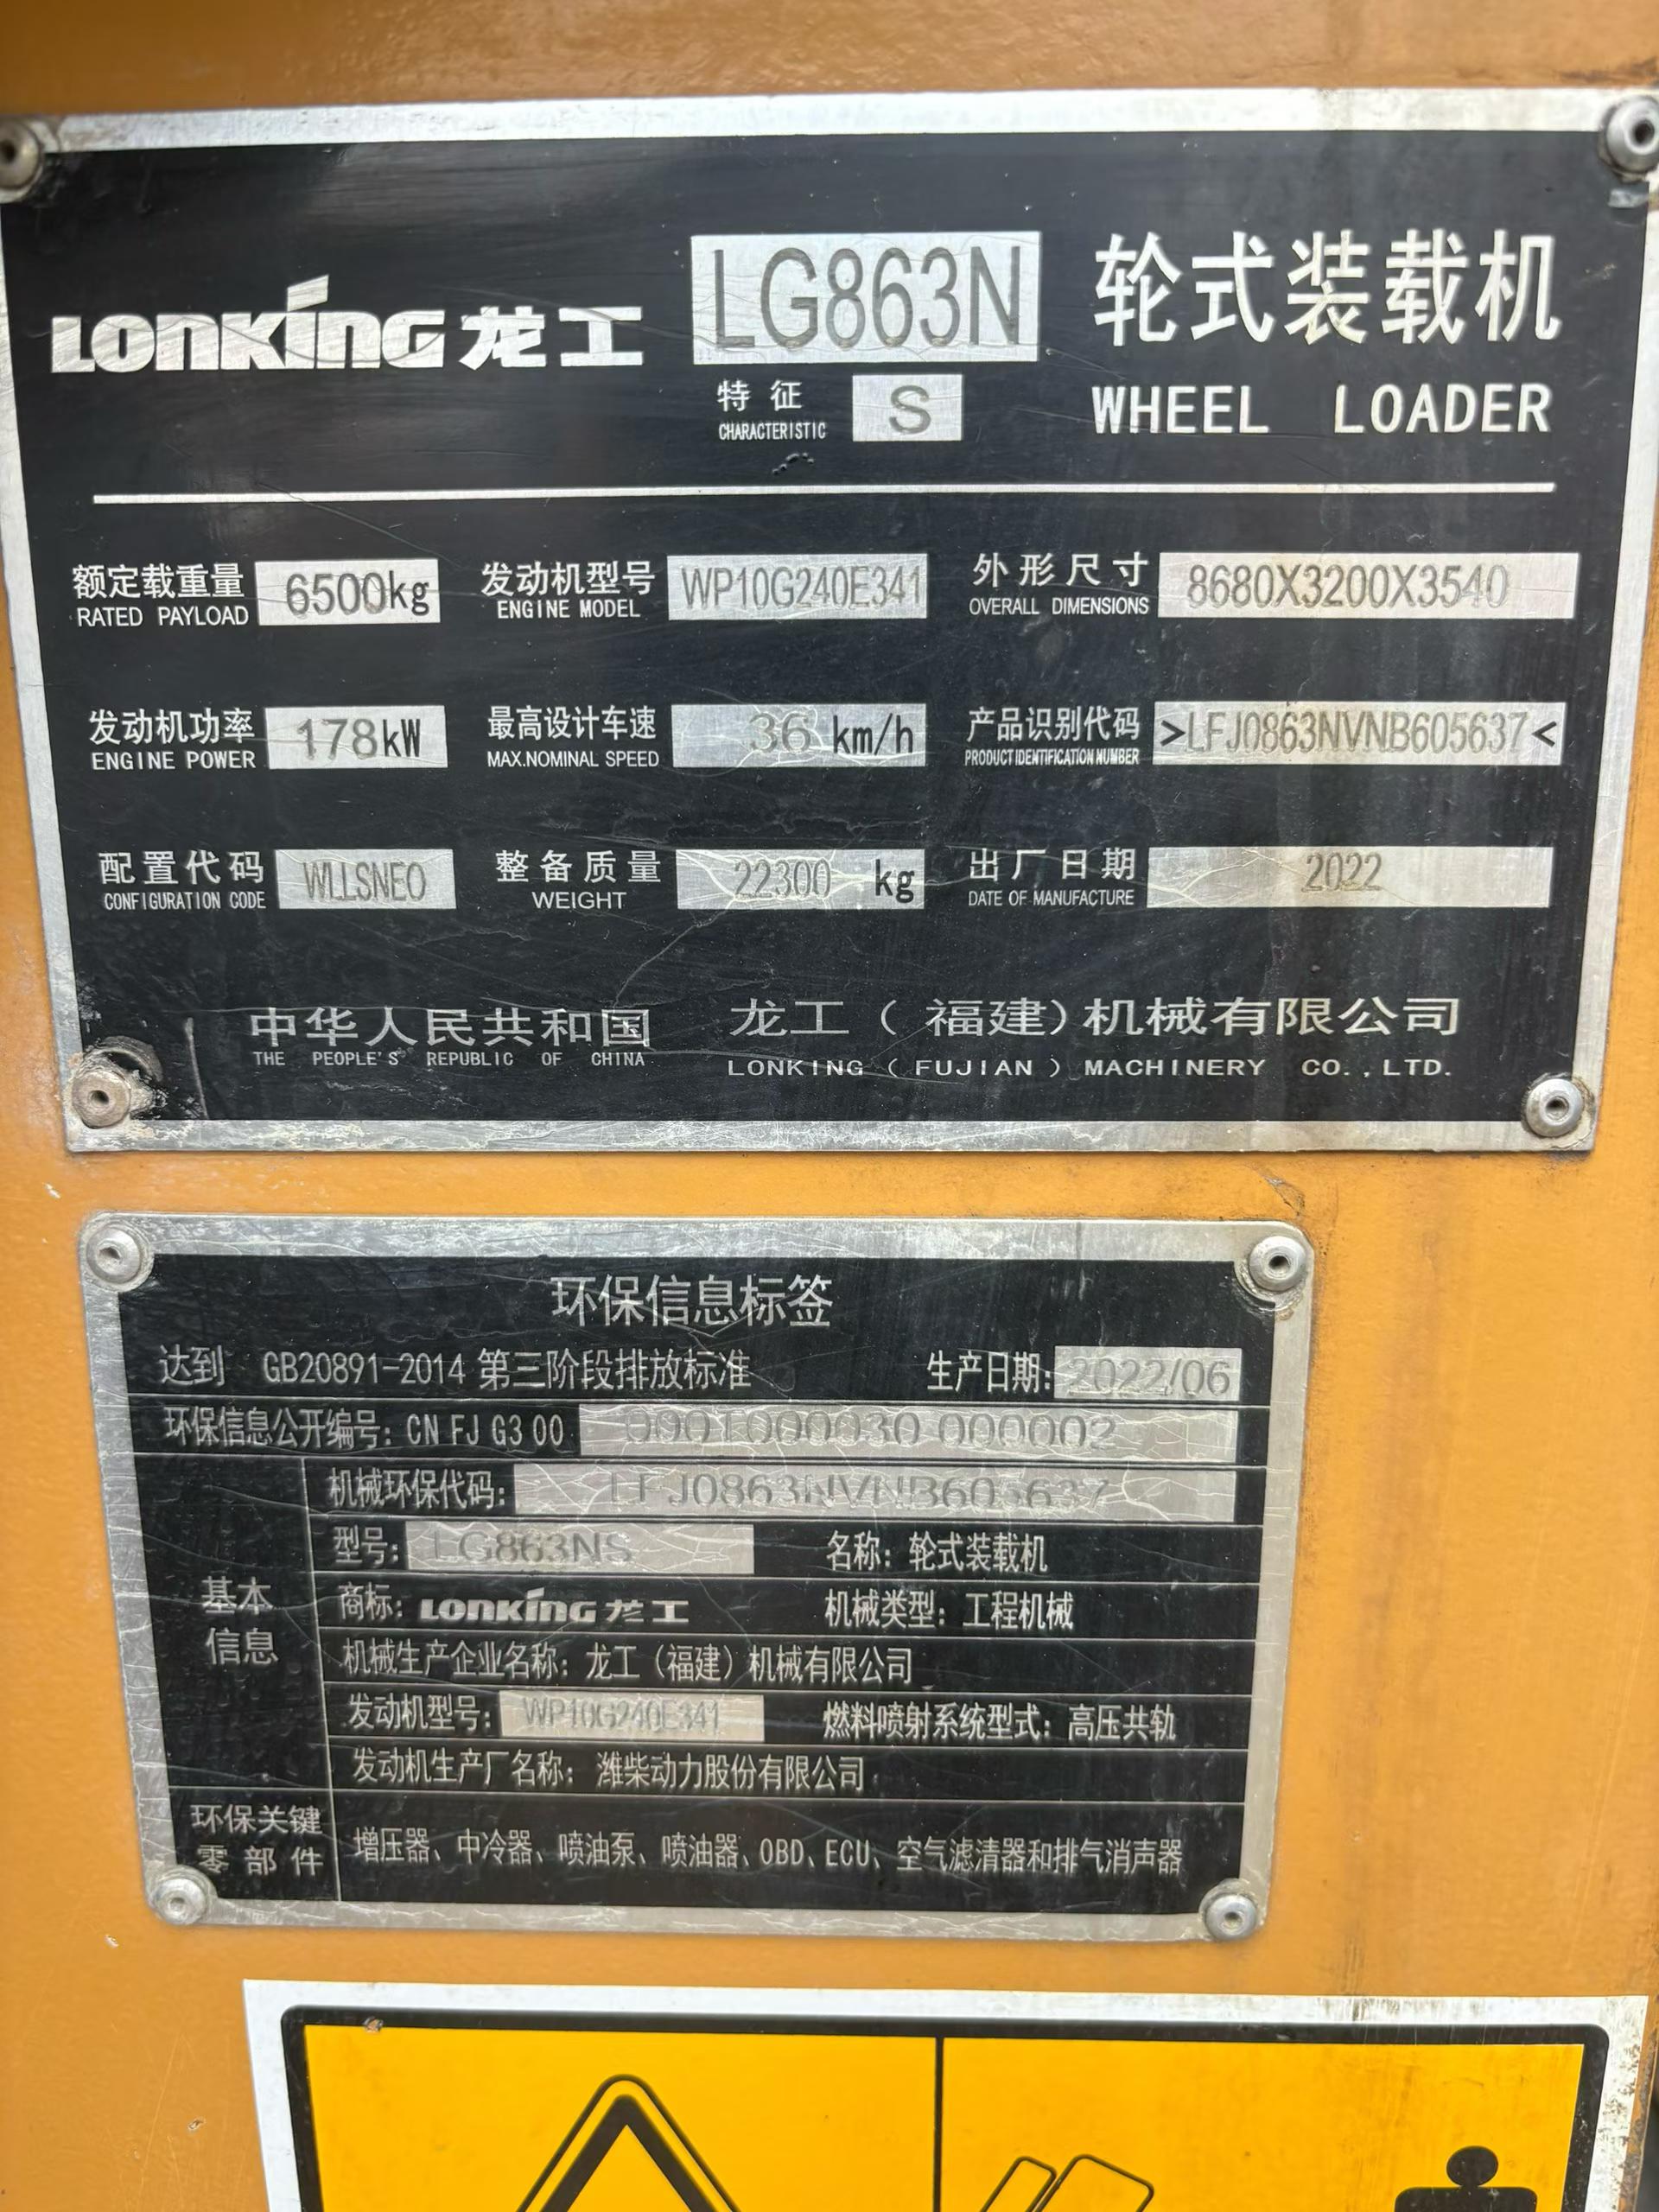 LONKING 龙工 LG863N 轮式装载机
特征 CHARACTERISTIC S WHEEL LOADER
额定载重量 RATED PAYLOAD 6500kg 发动机型号 ENGINE MODEL WP10G240E341 外形尺寸 OVERALL DIMENSIONS 8680X3200X3540
发动机功率 ENGINE POWER 178kW 最高设计车速 MAX.NOMINAL SPEED 36 km/h 产品识别代码 PRODUCT IDENTIFICATION NUMBER >LFJ0863NVNB605637<
配置代码 CONFIGURATION CODE WLLSNE0 整备质量 WEIGHT 22300 kg 出厂日期 DATE OF MANUFACTURE 2022
中华人民共和国 龙工（福建）机械有限公司
THE PEOPLE'S REPUBLIC OF CHINA LONKING (FUJIAN) MACHINERY CO.,LTD.
环保信息标签
达到 GB20891-2014 第三阶段排放标准 生产日期: 2022/06
环保信息公开编号: CN FJ G3 00 0001000030 000002
机械环保代码: LFJ0863NVNB605637
型号: LG863NS 名称: 轮式装载机
基本信息
商标: LONKING 龙工 机械类型: 工程机械
机械生产企业名称: 龙工（福建）机械有限公司
发动机型号: WP10G240E341 燃料喷射系统型式: 高压共轨
发动机生产厂名称: 潍柴动力股份有限公司
环保关键零部件 增压器、中冷器、喷油泵、喷油器、OBD、ECU、空气滤清器和排气消声器